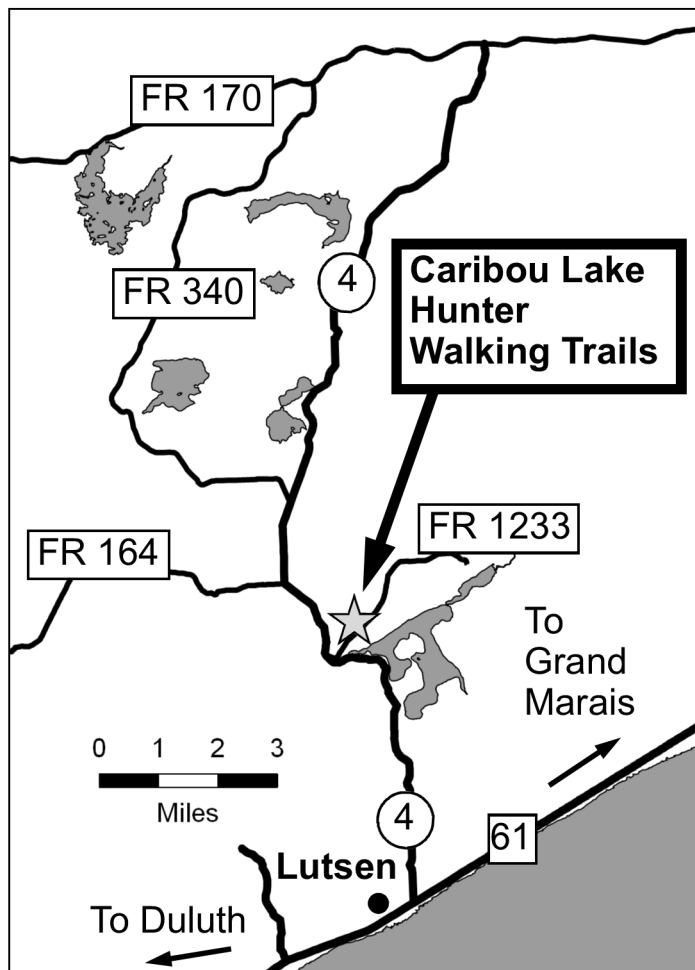 FR 170
FR 340
4
Caribou Lake
Hunter
Walking Trails
FR 1233
FR 164
To
Grand
Marais
0 1 2 3
Miles
4
61
Lutsen
To Duluth